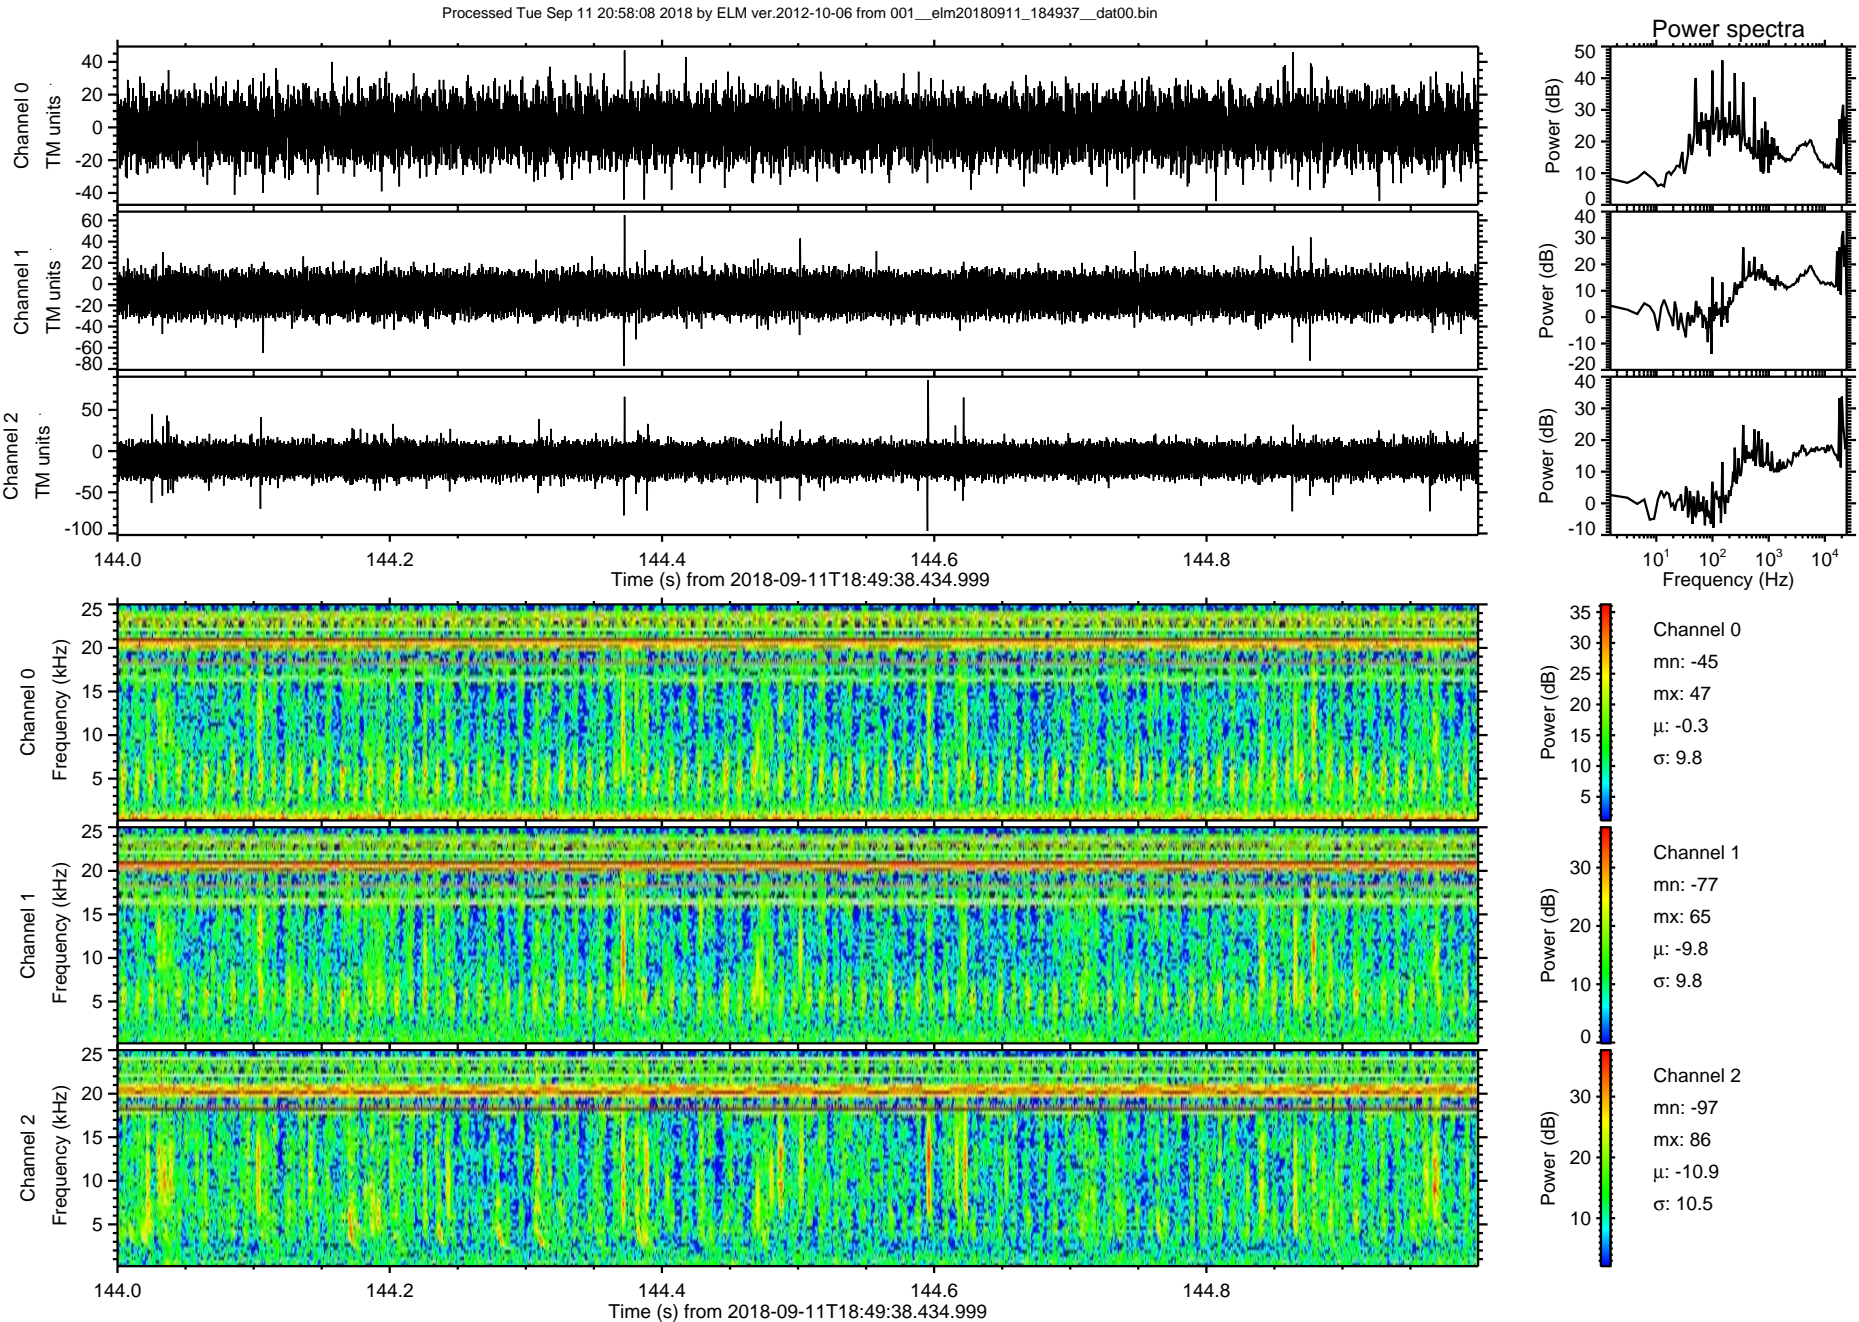 Processed Tue Sep 11 20:58:08 2018 by ELM ver.2012-10-06 from 001__elm20180911_184937__dat00.bin
Power spectra
Channel 0
TM units
40
20
0
-20
-40
Power (dB)
50
40
30
20
10
0
Channel 1
TM units
60
40
20
0
-20
-40
-60
-80
Power (dB)
40
30
20
10
0
-10
-20
Channel 2
TM units
50
0
-50
-100
Power (dB)
40
30
20
10
0
-10
144.0 144.2 144.4 144.6 144.8
Time (s) from 2018-09-11T18:49:38.434.999
10¹ 10² 10³ 10⁴
Frequency (Hz)
Channel 0
Frequency (kHz)
25
20
15
10
5
Power (dB)
35
30
25
20
15
10
5
Channel 0
mn: -45
mx: 47
μ: -0.3
σ: 9.8
Channel 1
Frequency (kHz)
25
20
15
10
5
Power (dB)
30
20
10
0
Channel 1
mn: -77
mx: 65
μ: -9.8
σ: 9.8
Channel 2
Frequency (kHz)
25
20
15
10
5
Power (dB)
30
20
10
Channel 2
mn: -97
mx: 86
μ: -10.9
σ: 10.5
144.0 144.2 144.4 144.6 144.8
Time (s) from 2018-09-11T18:49:38.434.999